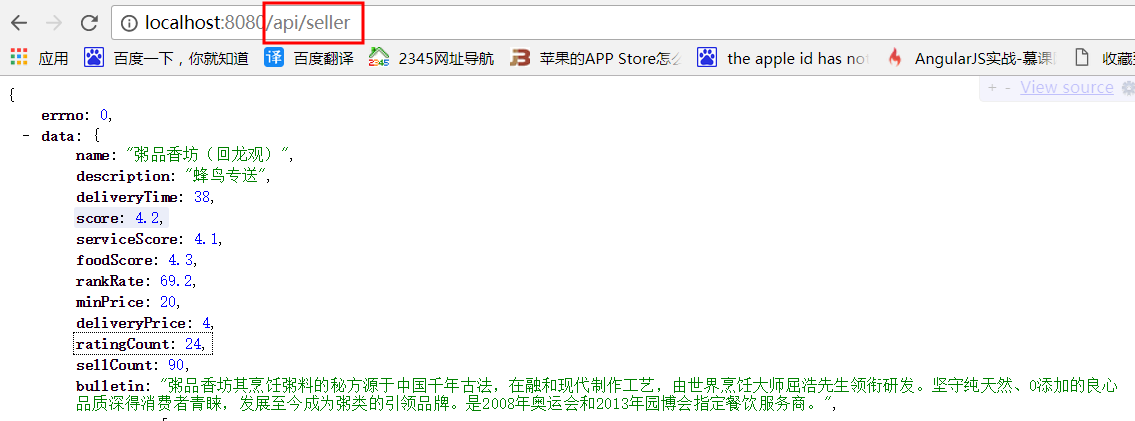 localhost:8080/api/seller
应用 百度一下，你就知道 译 百度翻译 2345 2345网址导航 苹果的APP Store怎么 the apple id has not AngularJS实战-慕课 收藏
{ + - View source
errno: 0,
- data: {
name: "粥品香坊（回龙观）",
description: "蜂鸟专送",
deliveryTime: 38,
score: 4.2,
serviceScore: 4.1,
foodScore: 4.3,
rankRate: 69.2,
minPrice: 20,
deliveryPrice: 4,
ratingCount: 24,
sellCount: 90,
bulletin: "粥品香坊其烹饪粥料的秘方源于中国千年古法，在融和现代制作工艺，由世界烹饪大师屈浩先生领衔研发。坚守纯天然、0添加的良心
品质深得消费者青睐，发展至今成为粥类的引领品牌。是2008年奥运会和2013年园博会指定餐饮服务商。",